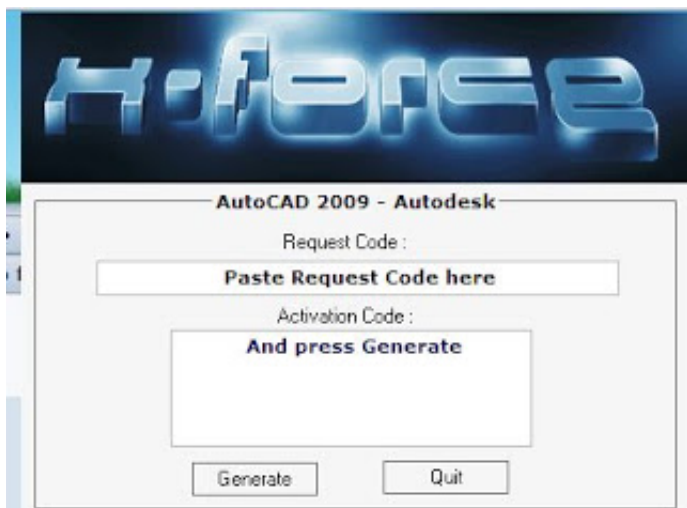 x·force
AutoCAD 2009 - Autodesk
Request Code :
Paste Request Code here
Activation Code :
And press Generate
Generate Quit